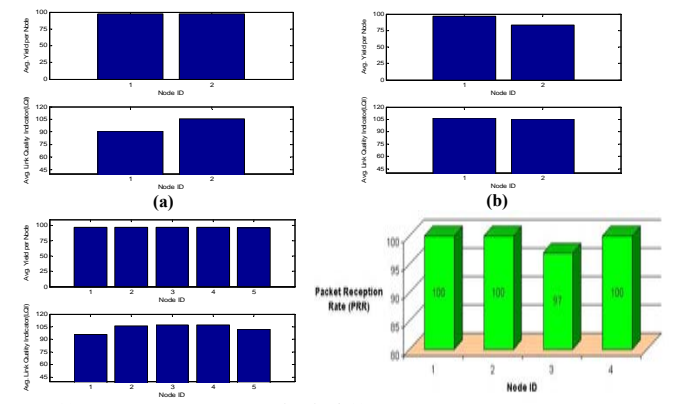 100
75
50
25
0
Avg. Yield per Node
1 2
Node ID
120
105
90
75
60
45
Avg. Link Quality Indicator(LQI)
1 2
Node ID
(a)
100
75
50
25
0
Avg. Yield per Node
1 2
Node ID
120
105
90
75
60
45
Avg. Link Quality Indicator(LQI)
1 2
Node ID
(b)
100
75
50
25
0
Avg. Yield per Node
1 2 3 4 5
Node ID
120
105
90
75
60
45
Avg. Link Quality Indicator(LQI)
1 2 3 4 5
Node ID
100
95
90
85
80
Packet Reception
Rate (PRR)
100 100 97 100
1 2 3 4
Node ID